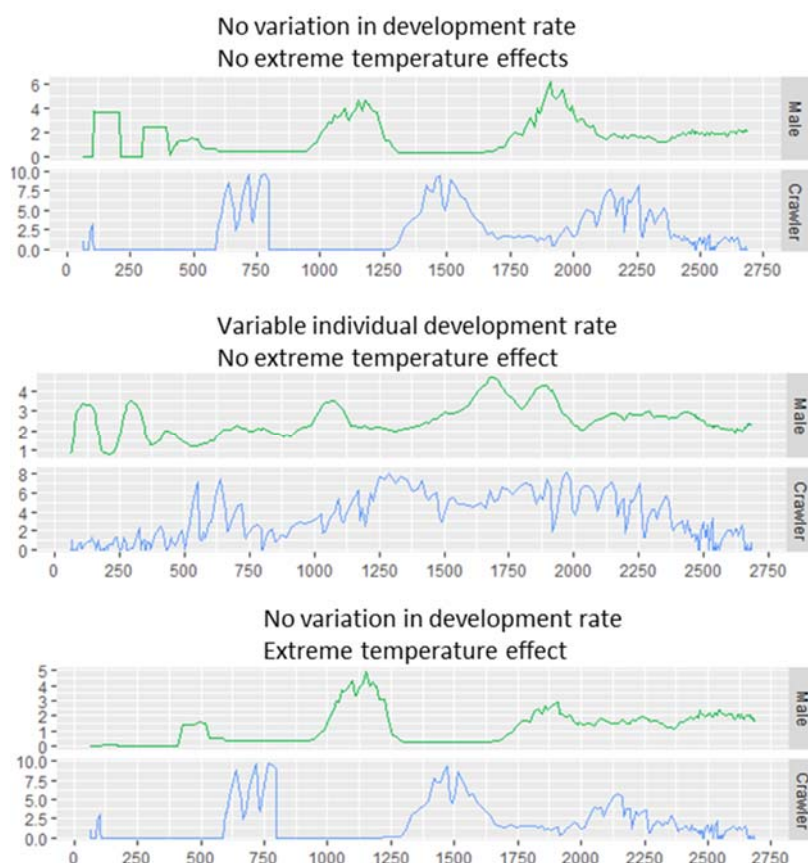 No variation in development rate
No extreme temperature effects
6
4
2
0
Male
10.0
7.5
5.0
2.5
0.0
Crawler
0 250 500 750 1000 1250 1500 1750 2000 2250 2500 2750
Variable individual development rate
No extreme temperature effect
4
3
2
1
Male
8
6
4
2
0
Crawler
0 250 500 750 1000 1250 1500 1750 2000 2250 2500 2750
No variation in development rate
Extreme temperature effect
5
4
3
2
1
0
Male
10.0
7.5
5.0
2.5
0.0
Crawler
0 250 500 750 1000 1250 1500 1750 2000 2250 2500 2750